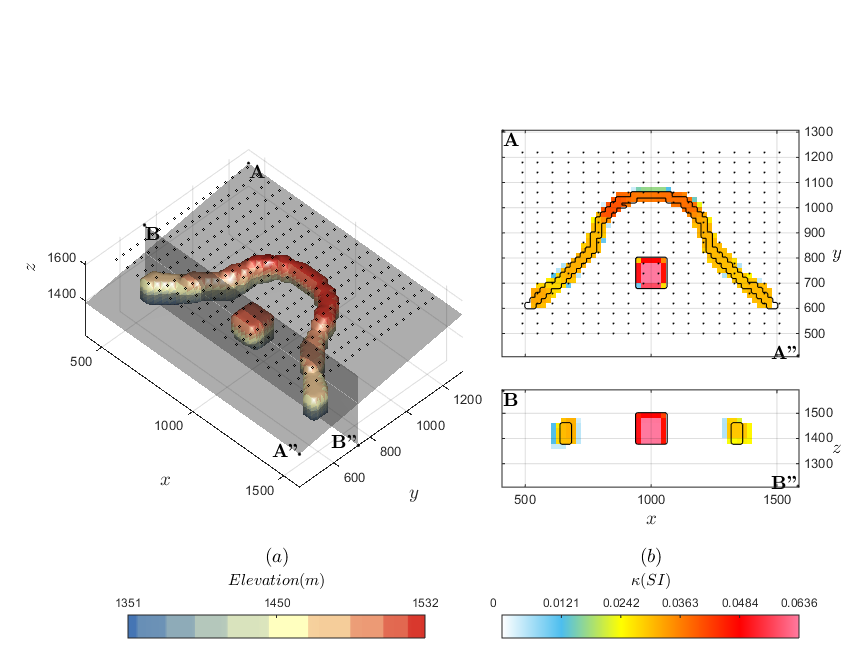 A
B
z
1600
1400
500
1000
1500
x
A"
B"
600
800
1000
1200
y
(a)
A
1300
1200
1100
1000
900
800
700
600
500
y
A"
B
1500
1400
1300
z
B"
500
1000
1500
x
(b)
Elevation(m)
1351
1450
1532
κ(SI)
0
0.0121
0.0242
0.0363
0.0484
0.0636